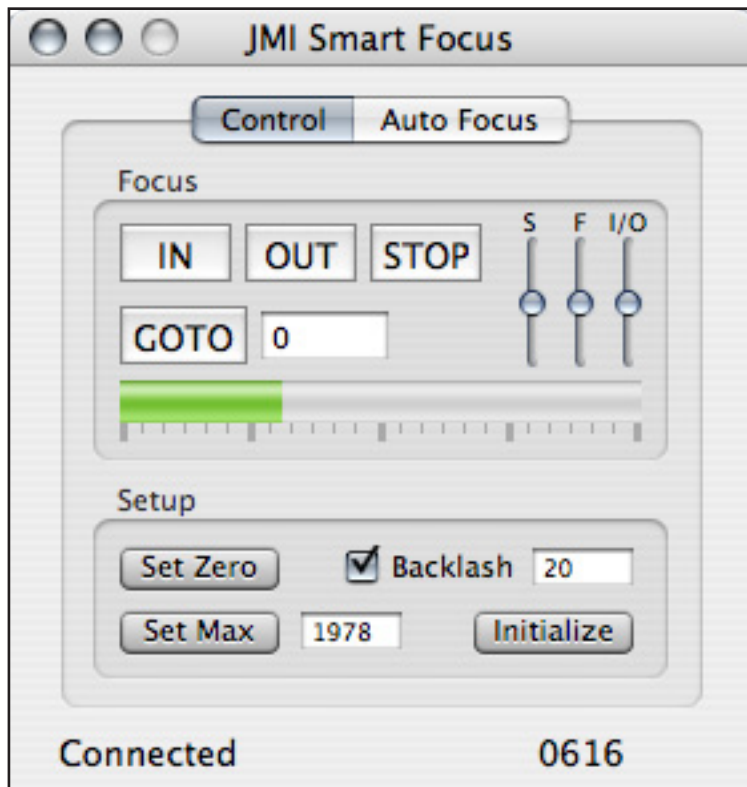 JMI Smart Focus
Control Auto Focus
Focus
S F I/O
IN OUT STOP
GOTO 0
Setup
Set Zero Backlash 20
Set Max 1978 Initialize
Connected 0616